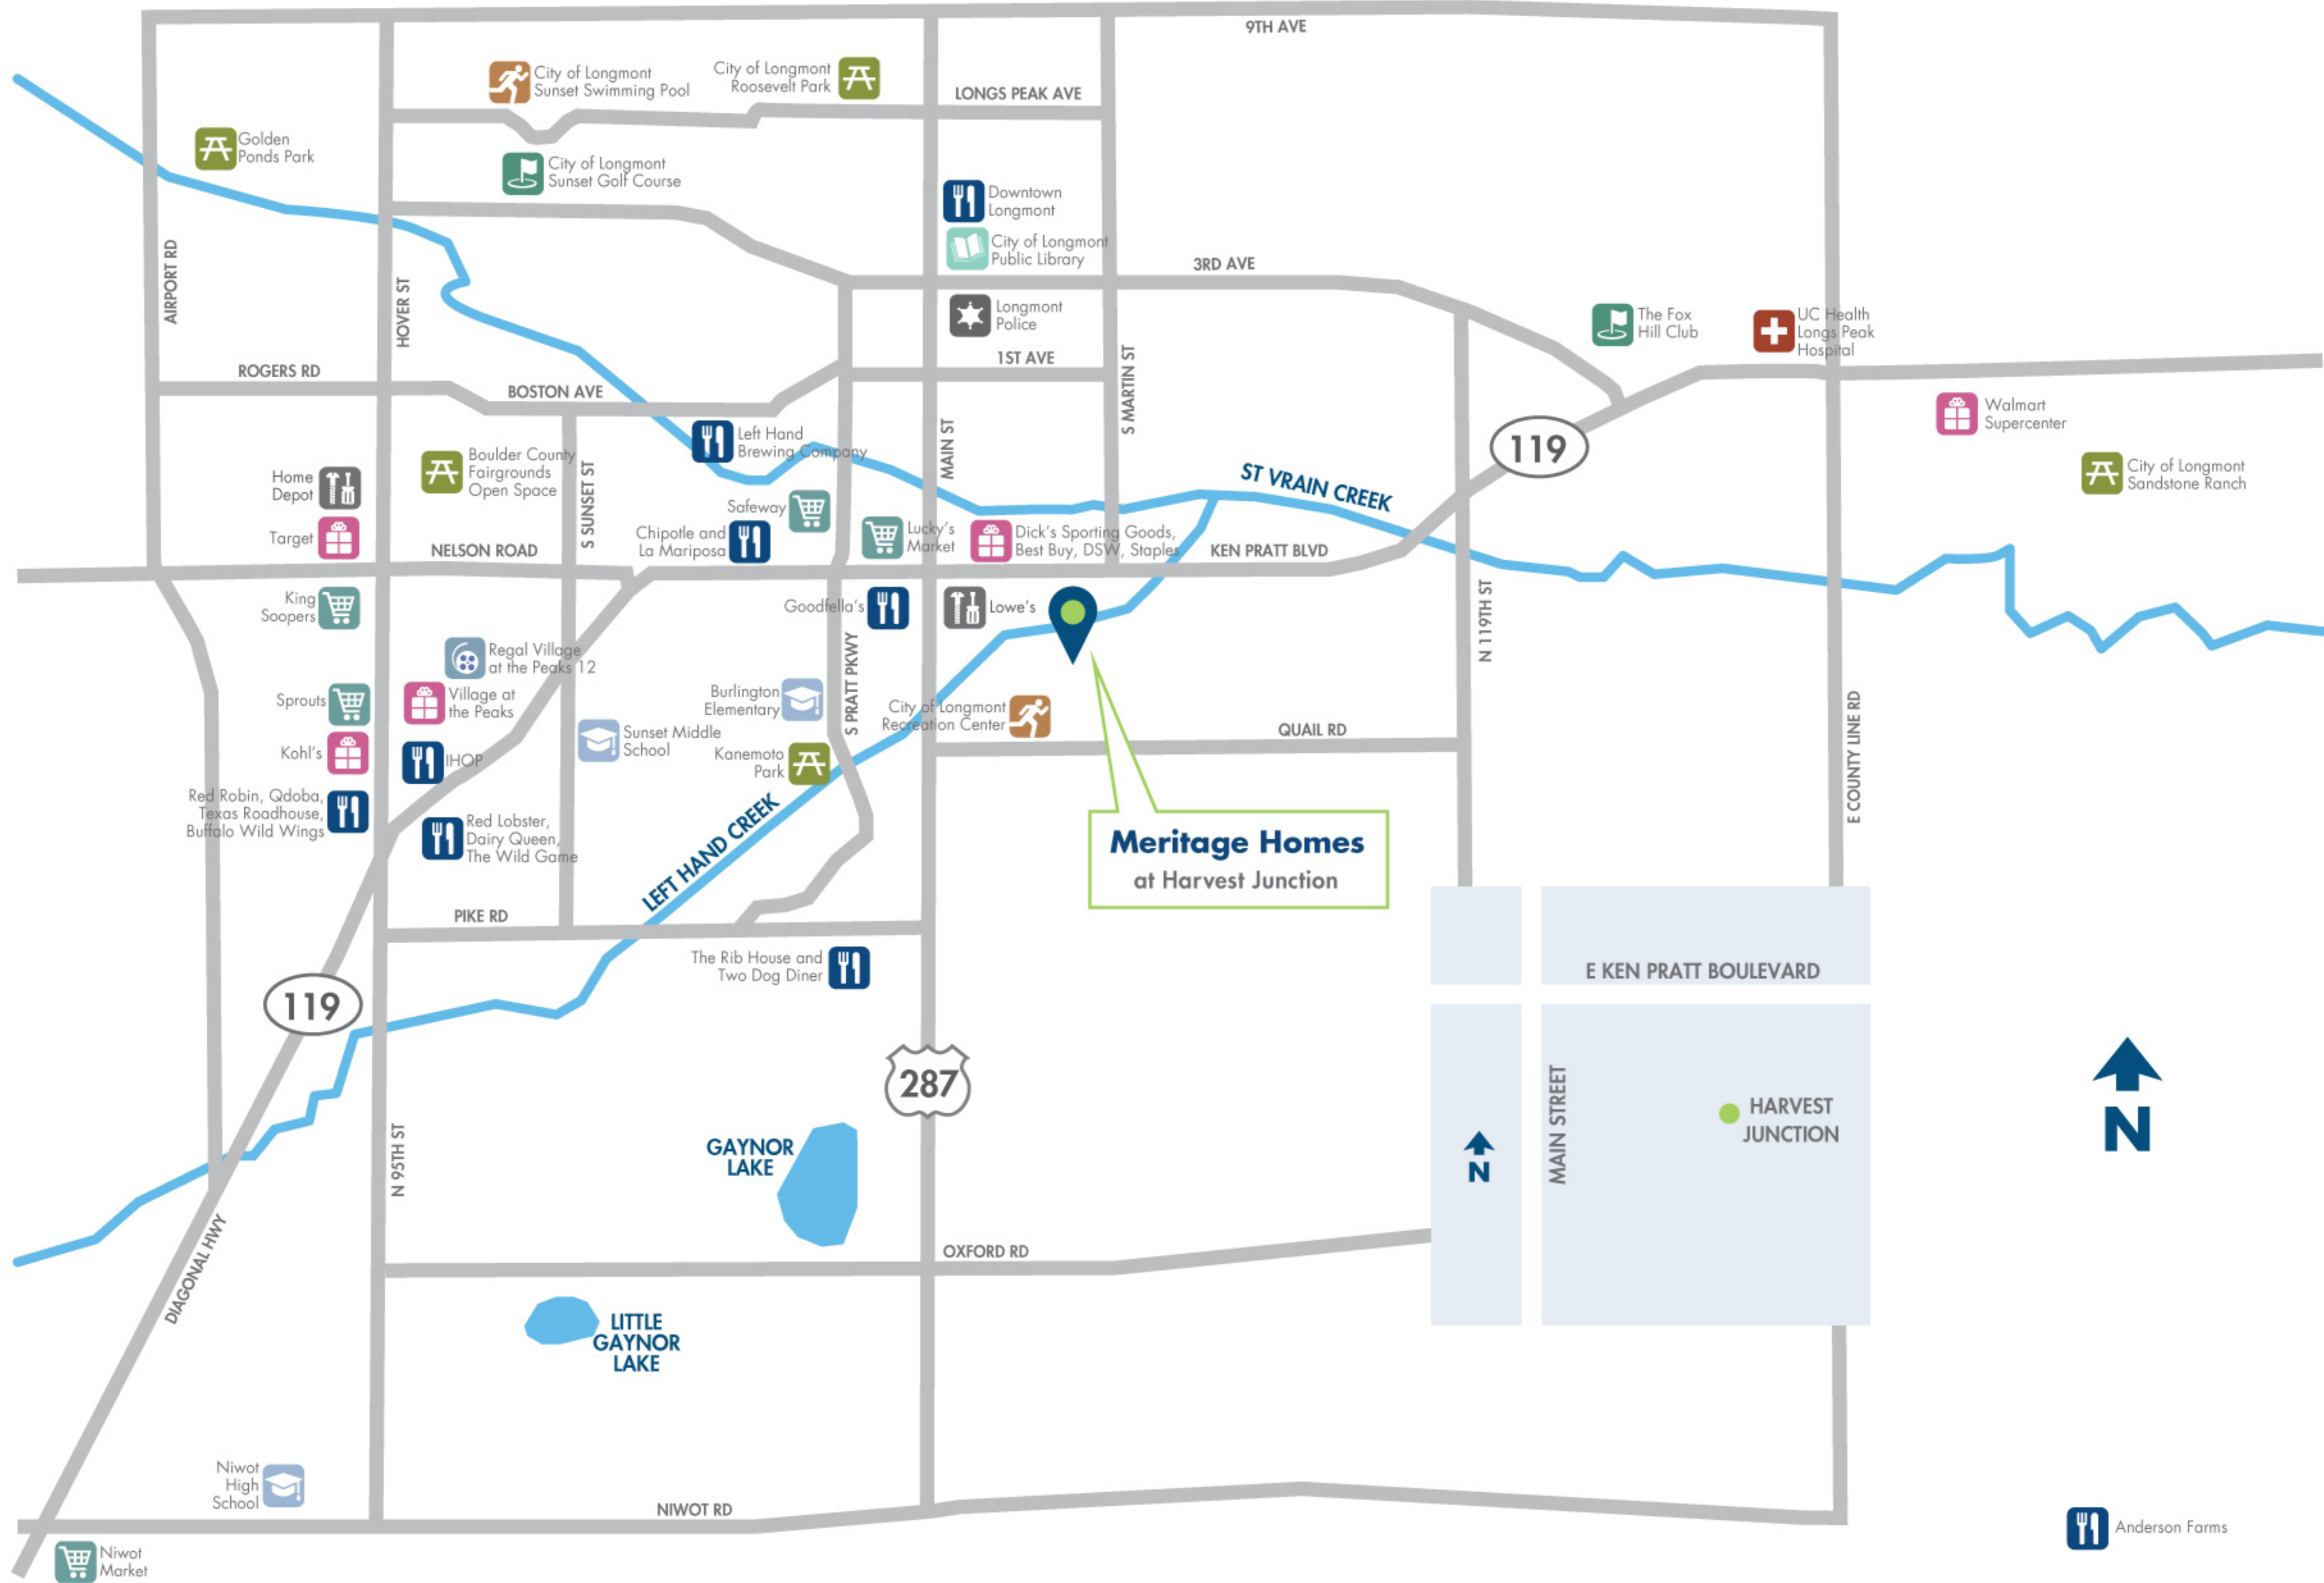 9TH AVE
City of Longmont
Sunset Swimming Pool
City of Longmont
Roosevelt Park
LONGS PEAK AVE
Golden
Ponds Park
City of Longmont
Sunset Golf Course
Downtown
Longmont
City of Longmont
Public Library
3RD AVE
AIRPORT RD
HOVER ST
Longmont
Police
The Fox
Hill Club
UC Health
Longs Peak
Hospital
1ST AVE
S MARTIN ST
ROGERS RD
BOSTON AVE
Walmart
Supercenter
Left Hand
Brewing Company
MAIN ST
119
Boulder County
Fairgrounds
Open Space
S SUNSET ST
Home
Depot
ST VRAIN CREEK
City of Longmont
Sandstone Ranch
Safeway
Target
NELSON ROAD
Chipotle and
La Mariposa
Lucky's
Market
Dick's Sporting Goods,
Best Buy, DSW, Staples
KEN PRATT BLVD
King
Soopers
Goodfella's
Lowe's
N 119TH ST
Regal Village
at the Peaks 12
S PRATT PKWY
Sprouts
Village at
the Peaks
Burlington
Elementary
City of Longmont
Recreation Center
QUAIL RD
E COUNTY LINE RD
Sunset Middle
School
Kohl's
IHOP
Kanemoto
Park
Red Robin, Qdoba,
Texas Roadhouse,
Buffalo Wild Wings
Red Lobster,
Dairy Queen,
The Wild Game
LEFT HAND CREEK
Meritage Homes
at Harvest Junction
PIKE RD
The Rib House and
Two Dog Diner
E KEN PRATT BOULEVARD
119
287
MAIN STREET
HARVEST
JUNCTION
N
N
N 95TH ST
GAYNOR
LAKE
DIAGONAL HWY
OXFORD RD
LITTLE
GAYNOR
LAKE
Niwot
High
School
NIWOT RD
Anderson Farms
Niwot
Market